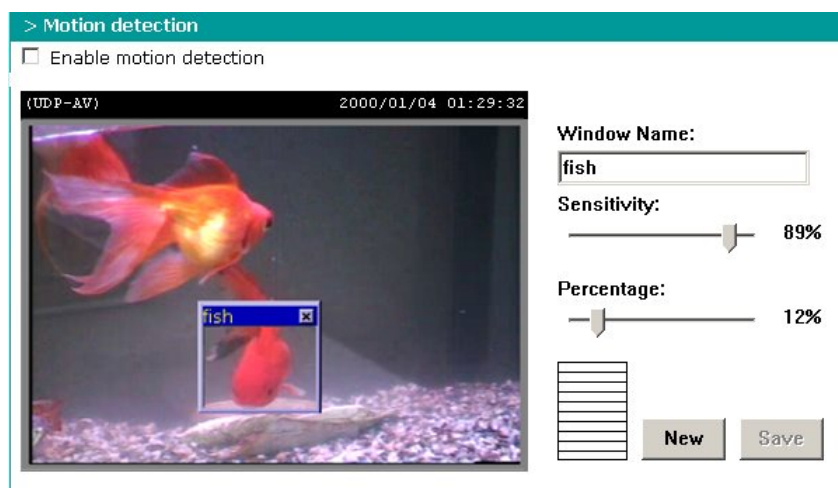 > Motion detection
Enable motion detection
(UDP-AV) 2000/01/04 01:29:32
Window Name:
fish
Sensitivity:
89%
Percentage:
12%
fish
New Save